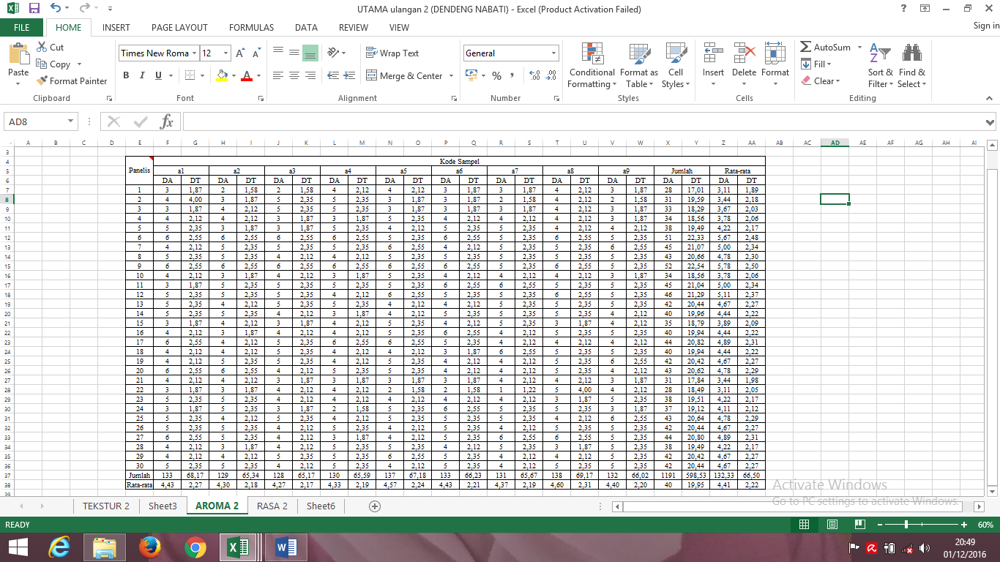 UTAMA ulangan 2 (DENDENG NABATI) - Excel (Product Activation Failed)
FILE HOME INSERT PAGE LAYOUT FORMULAS DATA REVIEW VIEW Sign in
Cut
Copy
Format Painter
Paste
Times New Roma 12
B I U
Wrap Text
Merge & Center
General
Conditional Formatting Format as Table Cell Styles
Insert Delete Format
AutoSum
Fill
Clear
Sort & Filter Find & Select
Clipboard Font Alignment Number Styles Cells Editing
AD8
A B C D E F G H I J K L M N O P Q R S T U V W X Y Z AA AB AC AD AE AF AG AH AI
3
4 Kode Sampel
5 Panelis a1 a2 a3 a4 a5 a6 a7 a8 a9 Jumlah Rata-rata
6 DA DT DA DT DA DT DA DT DA DT DA DT DA DT DA DT DA DT DA DT DA DT
7 1 3 1,87 2 1,58 2 1,58 4 2,12 4 2,12 3 1,87 3 1,87 4 2,12 3 1,87 28 17,01 3,11 1,89
8 2 4 4,00 3 1,87 5 2,35 5 2,35 3 1,87 3 1,87 2 1,58 4 2,12 2 1,58 31 19,59 3,44 2,18
9 3 3 1,87 4 2,12 5 2,35 5 2,35 3 1,87 3 1,87 3 1,87 4 2,12 3 1,87 33 18,29 3,67 2,03
10 4 4 2,12 4 2,12 3 1,87 3 1,87 5 2,35 4 2,12 4 2,12 4 2,12 3 1,87 34 18,56 3,78 2,06
11 5 5 2,35 3 1,87 3 1,87 5 2,35 4 2,12 5 2,35 5 2,35 4 2,12 4 2,12 38 19,49 4,22 2,17
12 6 6 2,55 6 2,55 6 2,55 6 2,55 5 2,35 6 2,55 5 2,35 6 2,55 5 2,35 51 22,33 5,67 2,48
13 7 4 2,12 5 2,35 5 2,35 5 2,35 6 2,55 4 2,12 5 2,35 5 2,35 6 2,55 45 21,07 5,00 2,34
14 8 5 2,35 5 2,35 4 2,12 4 2,12 5 2,35 5 2,35 5 2,35 5 2,35 5 2,35 43 20,66 4,78 2,30
15 9 6 2,55 6 2,55 6 2,55 6 2,55 6 2,55 6 2,55 5 2,35 6 2,55 5 2,35 52 22,54 5,78 2,50
16 10 4 2,12 3 1,87 4 2,12 3 1,87 5 2,35 4 2,12 4 2,12 4 2,12 3 1,87 34 18,56 3,78 2,06
17 11 3 1,87 5 2,35 5 2,35 5 2,35 5 2,35 6 2,55 6 2,55 5 2,35 5 2,35 45 21,04 5,00 2,34
18 12 5 2,35 5 2,35 5 2,35 4 2,12 6 2,55 5 2,35 5 2,35 6 2,55 5 2,35 46 21,29 5,11 2,37
19 13 5 2,35 4 2,12 5 2,35 5 2,35 4 2,12 4 2,12 5 2,35 5 2,35 5 2,35 42 20,44 4,67 2,27
20 14 5 2,35 5 2,35 4 2,12 3 1,87 4 2,12 5 2,35 5 2,35 5 2,35 4 2,12 40 19,96 4,44 2,22
21 15 3 1,87 4 2,12 3 1,87 4 2,12 5 2,35 4 2,12 5 2,35 3 1,87 4 2,12 35 18,79 3,89 2,09
22 16 4 2,12 3 1,87 4 2,12 4 2,12 5 2,35 6 2,55 4 2,12 5 2,35 5 2,35 40 19,94 4,44 2,22
23 17 6 2,55 4 2,12 5 2,35 6 2,55 6 2,55 5 2,35 4 2,12 4 2,12 4 2,12 44 20,82 4,89 2,31
24 18 4 2,12 4 2,12 5 2,35 4 2,12 4 2,12 3 1,87 6 2,55 5 2,35 5 2,35 40 19,94 4,44 2,22
25 19 4 2,12 5 2,35 5 2,35 4 2,12 5 2,35 4 2,12 4 2,12 5 2,35 6 2,55 42 20,42 4,67 2,27
26 20 6 2,55 6 2,55 4 2,12 5 2,35 5 2,35 4 2,12 4 2,12 5 2,35 4 2,12 43 20,62 4,78 2,29
27 21 4 2,12 4 2,12 3 1,87 3 1,87 3 1,87 3 1,87 4 2,12 4 2,12 3 1,87 31 17,84 3,44 1,98
28 22 3 1,87 3 1,87 4 2,12 4 2,12 2 1,58 2 1,58 1 1,22 5 4,00 4 2,12 28 18,49 3,11 2,05
29 23 5 2,35 5 2,35 4 2,12 4 2,12 4 2,12 4 2,12 4 2,12 3 1,87 5 2,35 38 19,51 4,22 2,17
30 24 3 1,87 5 2,35 3 1,87 2 1,58 5 2,35 6 2,55 5 2,35 5 2,35 3 1,87 37 19,12 4,11 2,12
31 25 5 2,35 4 2,12 5 2,35 4 2,12 5 2,35 5 2,35 5 2,35 4 2,12 6 2,55 43 20,64 4,78 2,29
32 26 5 2,35 5 2,35 4 2,12 5 2,35 4 2,12 5 2,35 4 2,12 5 2,35 5 2,35 42 20,44 4,67 2,27
33 27 6 2,55 5 2,35 4 2,12 3 1,87 4 2,12 5 2,35 6 2,55 6 2,55 5 2,35 44 20,80 4,89 2,31
34 28 4 2,12 3 1,87 4 2,12 5 2,35 5 2,35 4 2,12 5 2,35 3 1,87 5 2,35 38 19,49 4,22 2,17
35 29 4 2,12 4 2,12 5 2,35 5 2,35 6 2,55 5 2,35 4 2,12 4 2,12 5 2,35 42 20,42 4,67 2,27
36 30 5 2,35 5 2,35 4 2,12 5 2,35 4 2,12 5 2,35 4 2,12 5 2,35 5 2,35 42 20,44 4,67 2,27
37 Jumlah 133 68,17 129 65,34 128 65,17 130 65,59 137 67,18 133 66,23 131 65,67 138 69,17 132 66,02 1191 598,53 132,33 66,50
38 Rata-rata 4,43 2,27 4,30 2,18 4,27 2,17 4,33 2,19 4,57 2,24 4,43 2,21 4,37 2,19 4,60 2,31 4,40 2,20 40 19,95 4,41 2,22
39
Activate Windows
Go to PC settings to activate Windows.
TEKSTUR 2 Sheet3 AROMA 2 RASA 2 Sheet6
READY 60%
20:49
01/12/2016